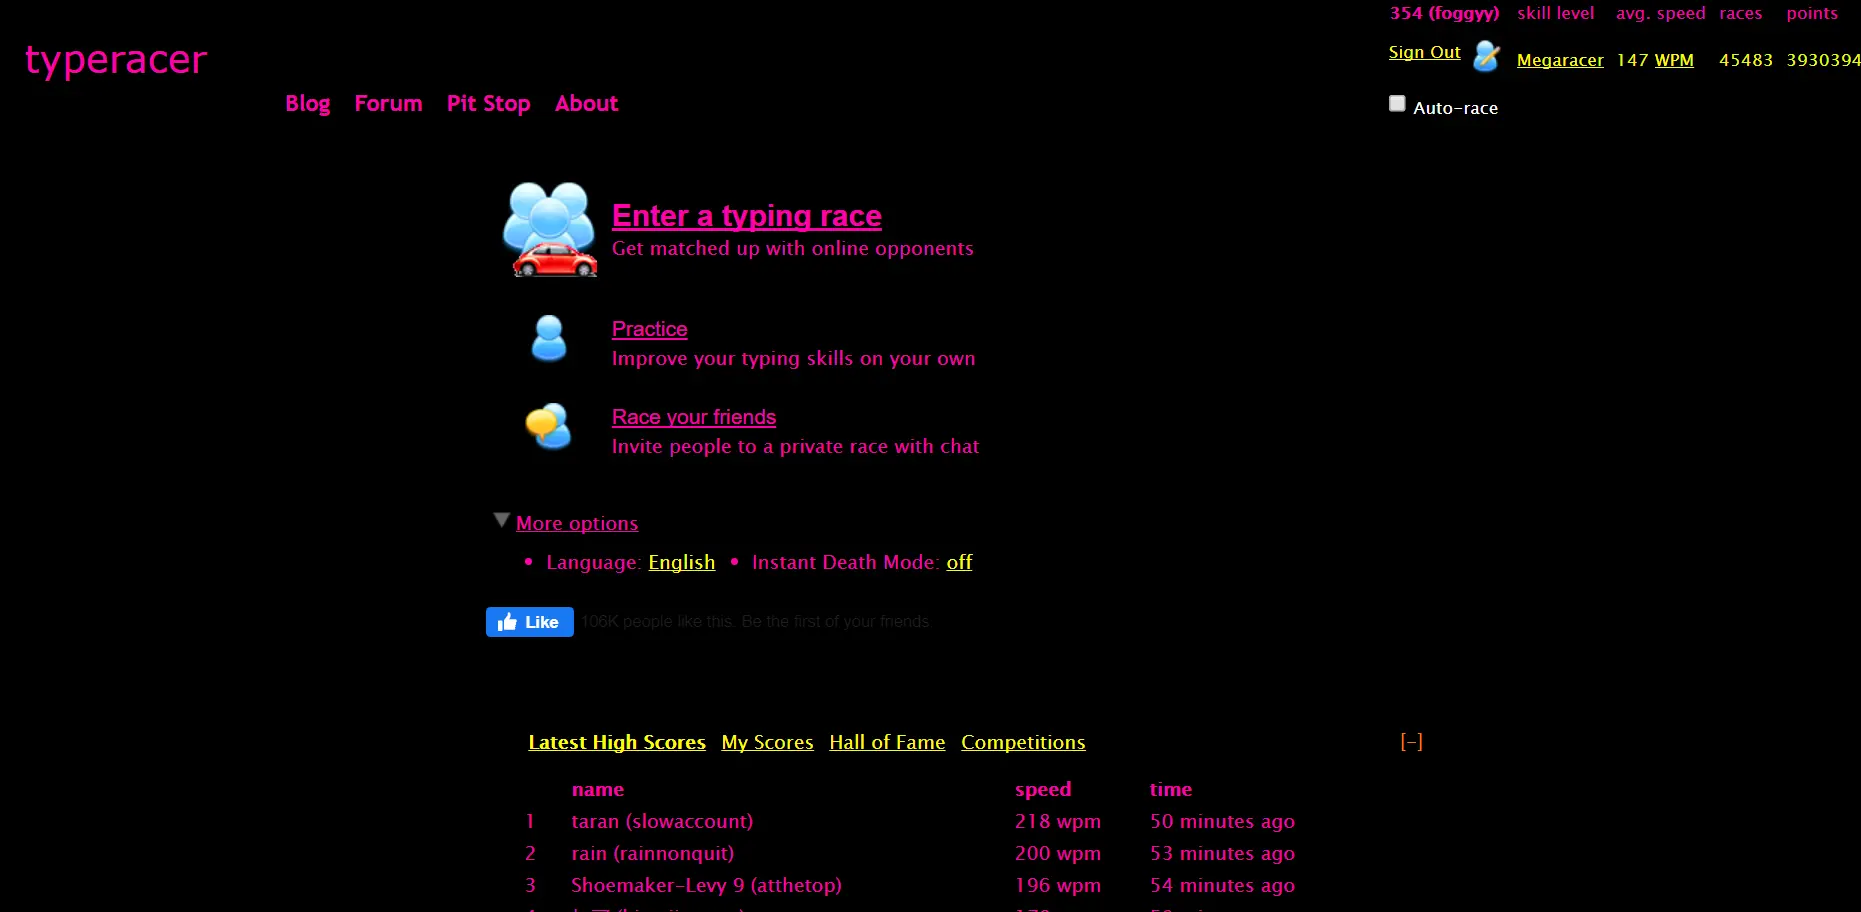 354 (foggyy) skill level avg. speed races points
typeracer
Sign Out Megaracer 147 WPM 45483 3930394
Blog Forum Pit Stop About
Auto-race
Enter a typing race
Get matched up with online opponents
Practice
Improve your typing skills on your own
Race your friends
Invite people to a private race with chat
More options
• Language: English • Instant Death Mode: off
Like 106K people like this. Be the first of your friends.
Latest High Scores My Scores Hall of Fame Competitions [-]
name speed time
1 taran (slowaccount) 218 wpm 50 minutes ago
2 rain (rainnonquit) 200 wpm 53 minutes ago
3 Shoemaker-Levy 9 (atthetop) 196 wpm 54 minutes ago